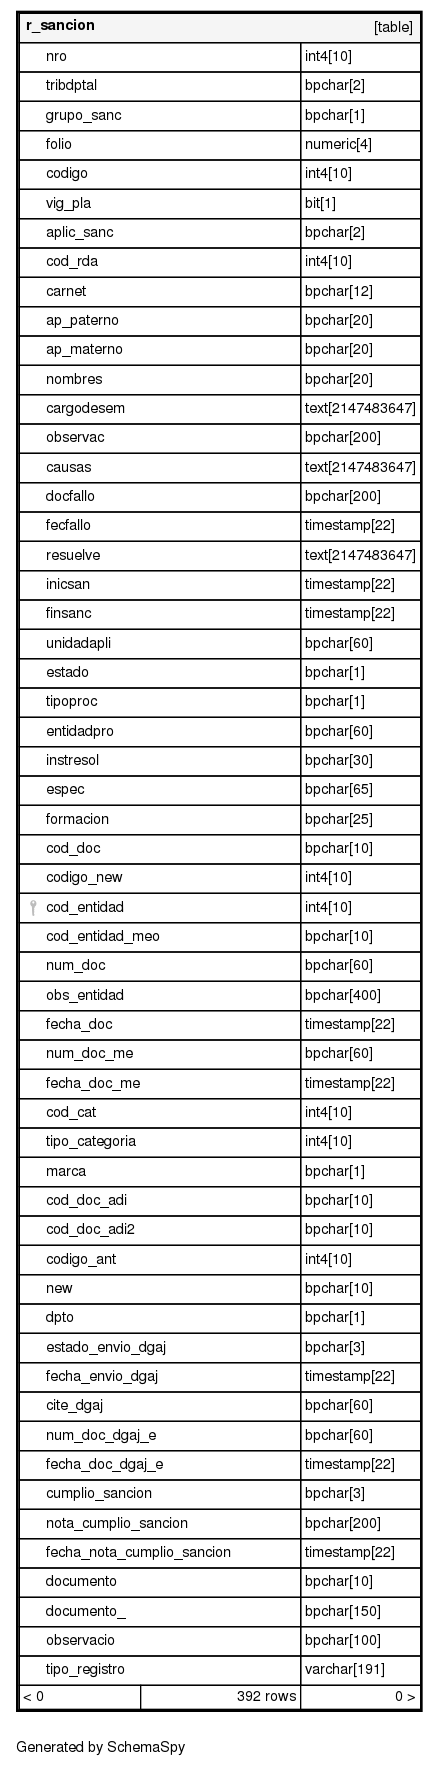 r_sancion [table]
nro int4[10]
tribdptal bpchar[2]
grupo_sanc bpchar[1]
folio numeric[4]
codigo int4[10]
vig_pla bit[1]
aplic_sanc bpchar[2]
cod_rda int4[10]
carnet bpchar[12]
ap_paterno bpchar[20]
ap_materno bpchar[20]
nombres bpchar[20]
cargodesem text[2147483647]
observac bpchar[200]
causas text[2147483647]
docfallo bpchar[200]
fecfallo timestamp[22]
resuelve text[2147483647]
inicsan timestamp[22]
finsanc timestamp[22]
unidadapli bpchar[60]
estado bpchar[1]
tipoproc bpchar[1]
entidadpro bpchar[60]
instresol bpchar[30]
espec bpchar[65]
formacion bpchar[25]
cod_doc bpchar[10]
codigo_new int4[10]
cod_entidad int4[10]
cod_entidad_meo bpchar[10]
num_doc bpchar[60]
obs_entidad bpchar[400]
fecha_doc timestamp[22]
num_doc_me bpchar[60]
fecha_doc_me timestamp[22]
cod_cat int4[10]
tipo_categoria int4[10]
marca bpchar[1]
cod_doc_adi bpchar[10]
cod_doc_adi2 bpchar[10]
codigo_ant int4[10]
new bpchar[10]
dpto bpchar[1]
estado_envio_dgaj bpchar[3]
fecha_envio_dgaj timestamp[22]
cite_dgaj bpchar[60]
num_doc_dgaj_e bpchar[60]
fecha_doc_dgaj_e timestamp[22]
cumplio_sancion bpchar[3]
nota_cumplio_sancion bpchar[200]
fecha_nota_cumplio_sancion timestamp[22]
documento bpchar[10]
documento_ bpchar[150]
observacio bpchar[100]
tipo_registro varchar[191]
< 0 392 rows 0 >
Generated by SchemaSpy